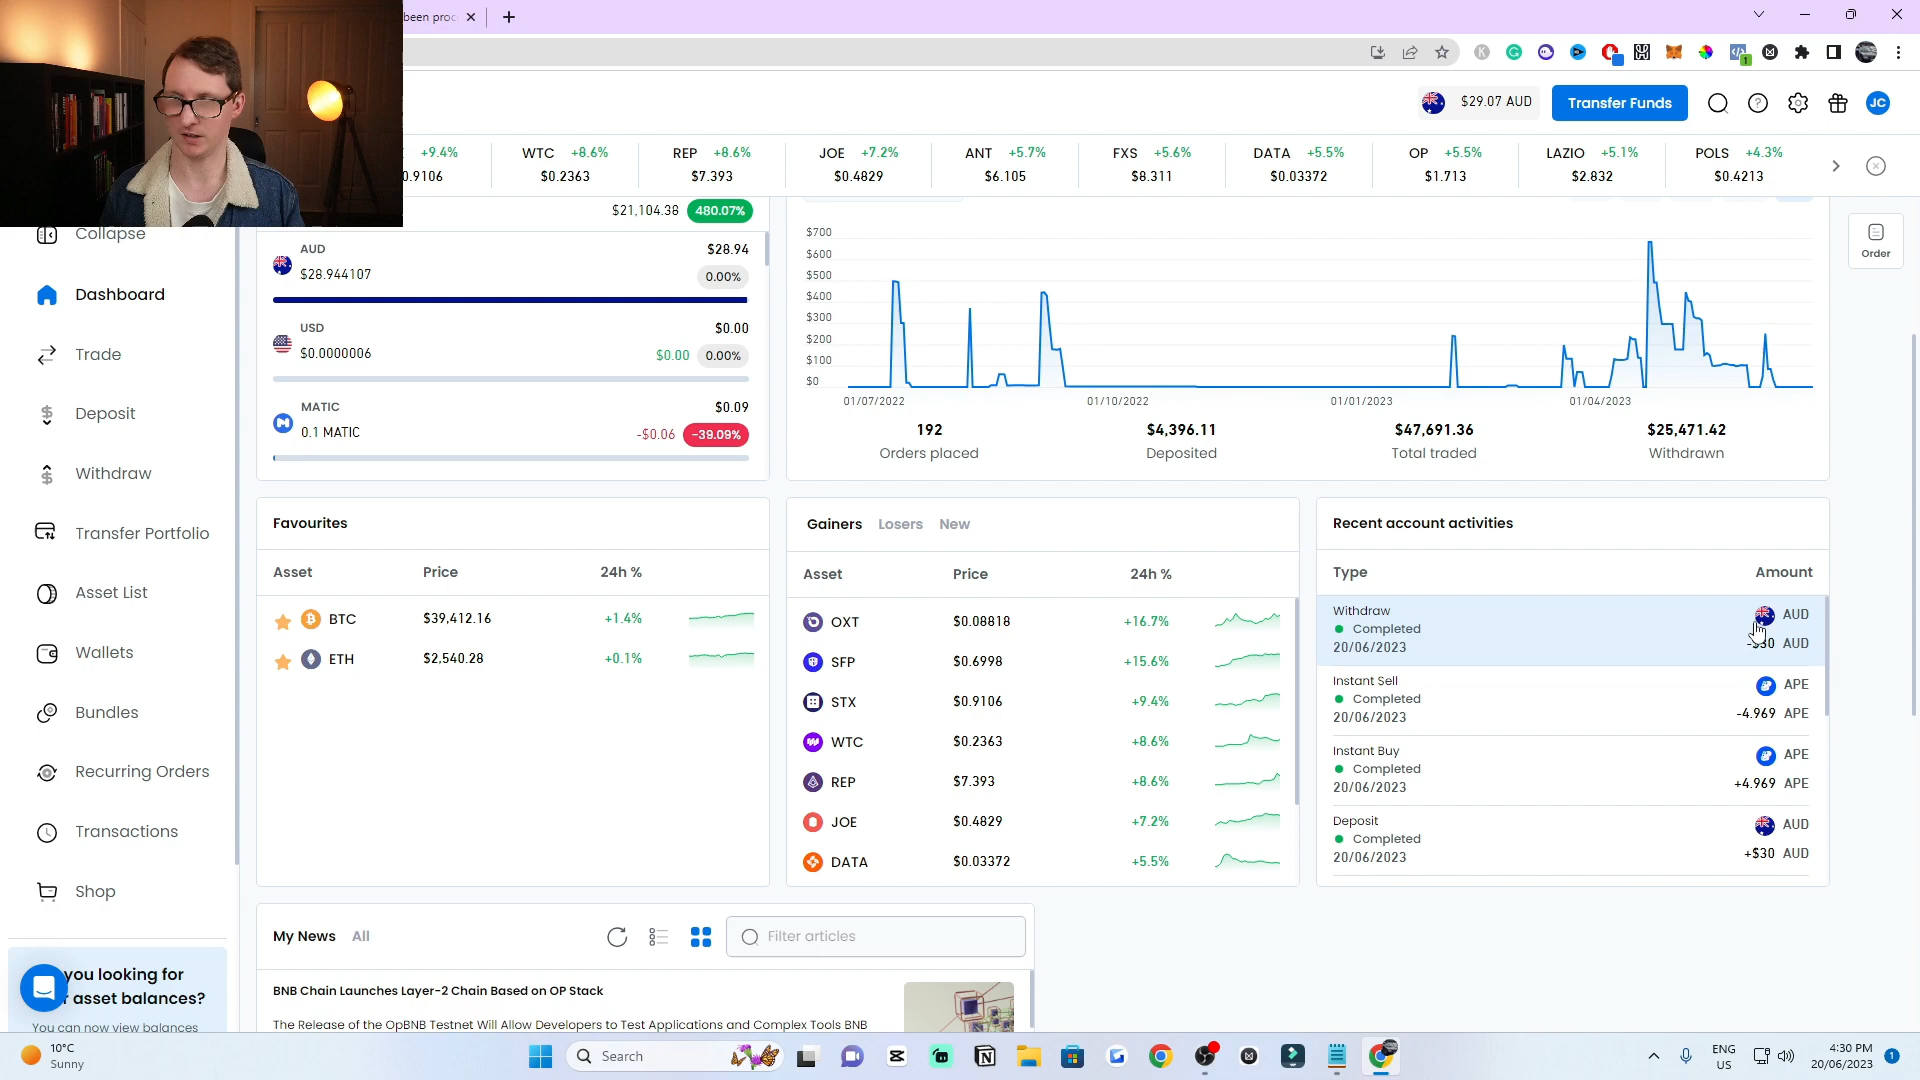 been proc
$29.07 AUD
Transfer Funds
JC
+9.4% WTC +8.6% REP +8.6% JOE +7.2% ANT +5.7% FXS +5.6% DATA +5.5% OP +5.5% LAZIO +5.1% POLS +4.3%
0.9106 $0.2363 $7.393 $0.4829 $6.105 $8.311 $0.03372 $1.713 $2.832 $0.4213
Collapse
Dashboard
Trade
Deposit
Withdraw
Transfer Portfolio
Asset List
Wallets
Bundles
Recurring Orders
Transactions
Shop
you looking for
asset balances?
You can now view balances
$21,104.38 480.07%
AUD $28.94
$28.944107 0.00%
USD $0.00
$0.0000006 $0.00 0.00%
MATIC $0.09
0.1 MATIC -$0.06 -39.09%
$700
$600
$500
$400
$300
$200
$100
$0
01/07/2022 01/10/2022 01/01/2023 01/04/2023
192 $4,396.11 $47,691.36 $25,471.42
Orders placed Deposited Total traded Withdrawn
Order
Favourites
Asset Price 24h %
BTC $39,412.16 +1.4%
ETH $2,540.28 +0.1%
Gainers Losers New
Asset Price 24h %
OXT $0.08818 +16.7%
SFP $0.6998 +15.6%
STX $0.9106 +9.4%
WTC $0.2363 +8.6%
REP $7.393 +8.6%
JOE $0.4829 +7.2%
DATA $0.03372 +5.5%
Recent account activities
Type Amount
Withdraw AUD
Completed
20/06/2023 -$30 AUD
Instant Sell APE
Completed
20/06/2023 -4.969 APE
Instant Buy APE
Completed
20/06/2023 +4.969 APE
Deposit AUD
Completed
20/06/2023 +$30 AUD
My News All
Filter articles
BNB Chain Launches Layer-2 Chain Based on OP Stack
The Release of the OpBNB Testnet Will Allow Developers to Test Applications and Complex Tools BNB
10°C
Sunny
Search
ENG
US
4:30 PM
20/06/2023
1